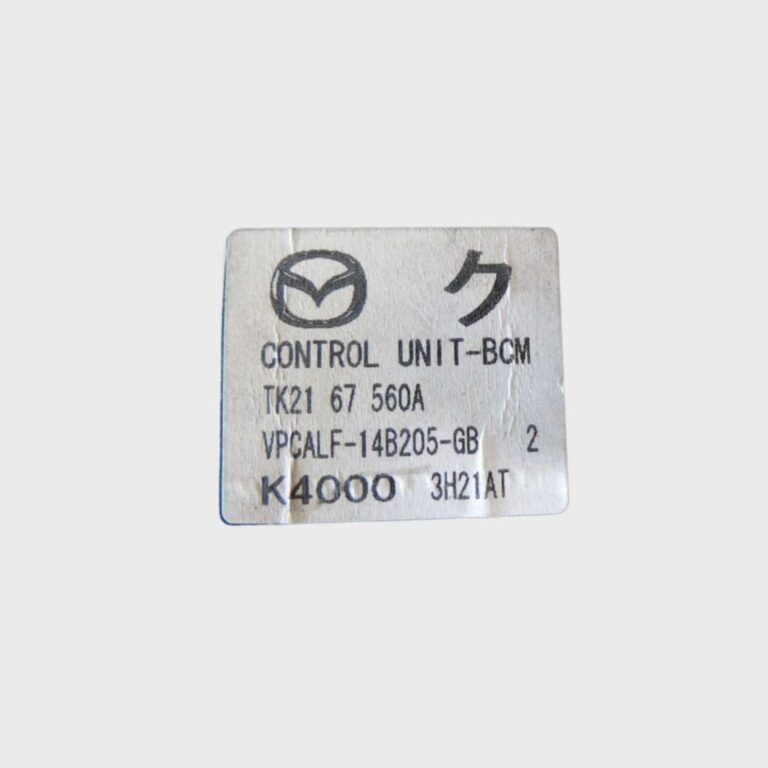 ク
CONTROL UNIT-BCM
TK21 67 560A
VPCALF-14B205-GB 2
K4000 3H21AT